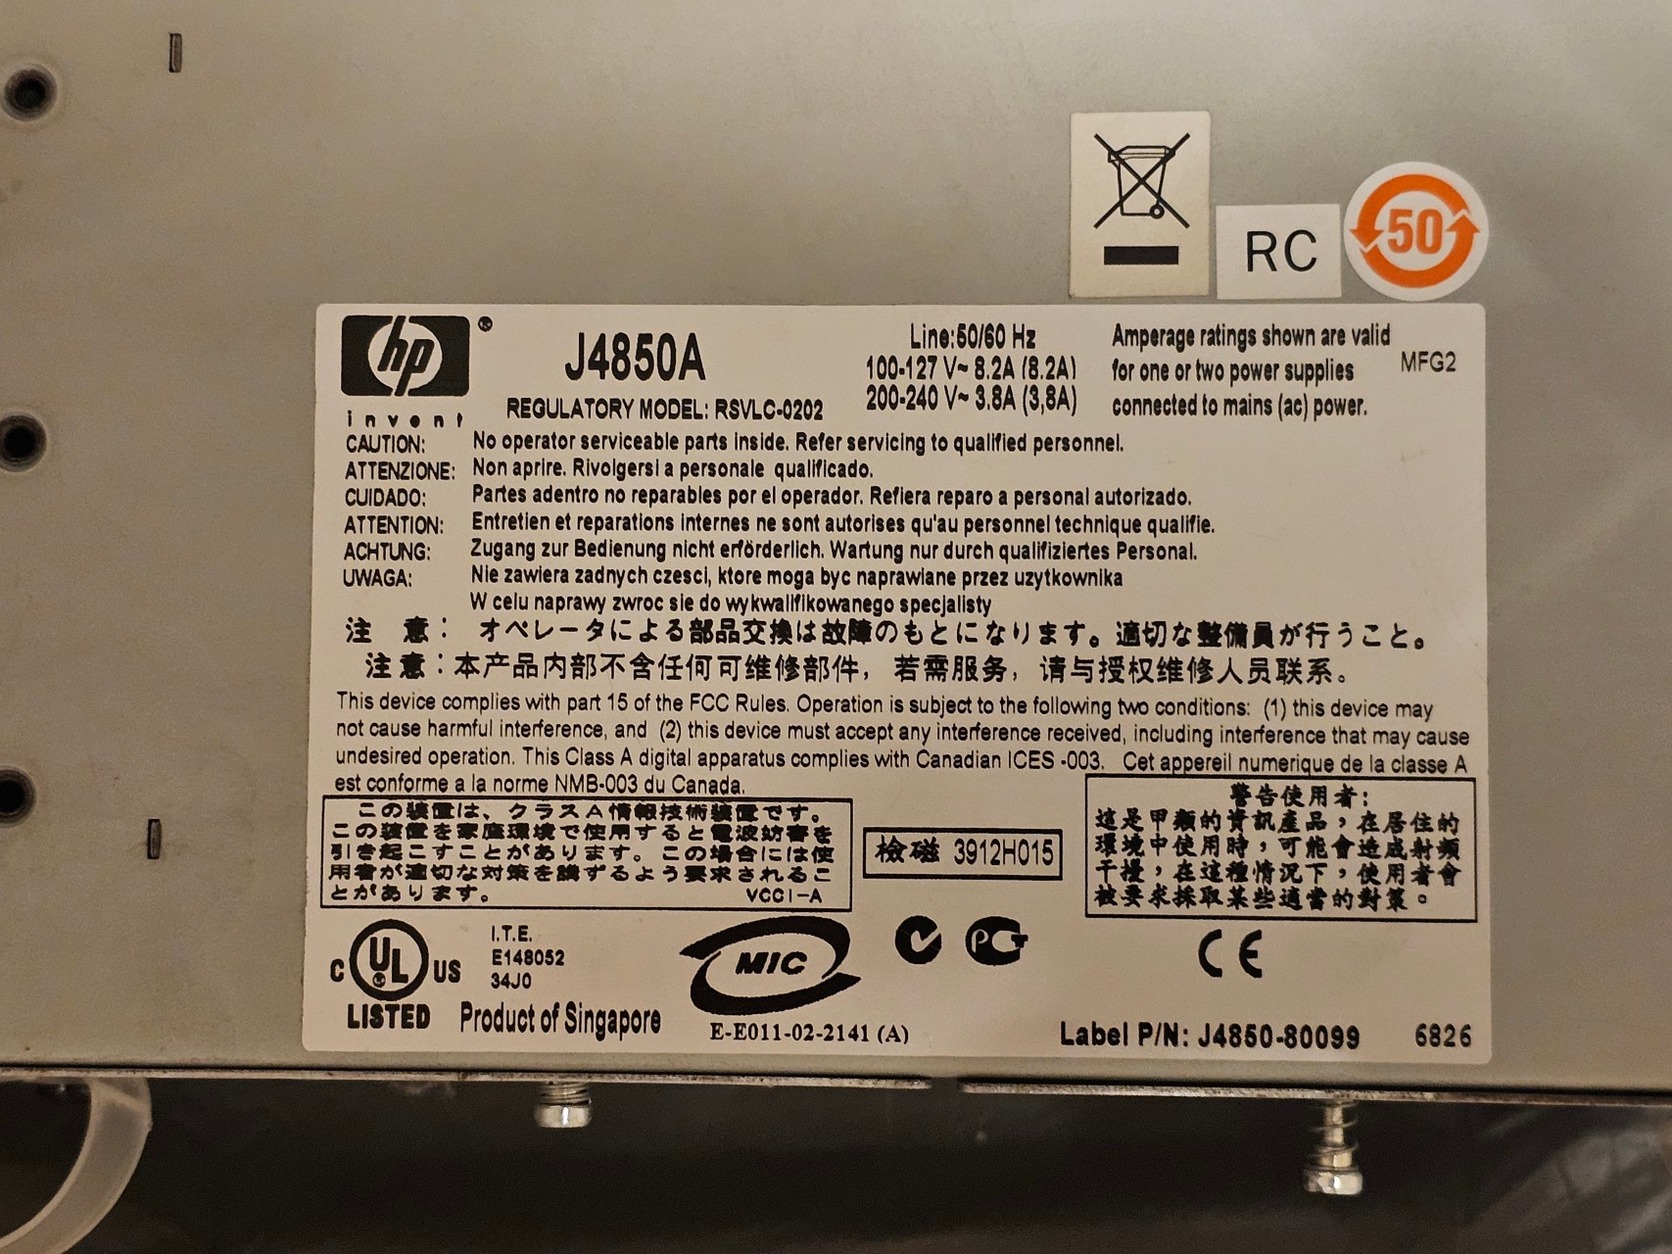 RC
50
hp®
invent
J4850A
REGULATORY MODEL: RSVLC-0202
Line:50/60 Hz
100-127 V~ 8.2A (8.2A)
200-240 V~ 3.8A (3,8A)
Amperage ratings shown are valid
for one or two power supplies
connected to mains (ac) power.
MFG2
CAUTION: No operator serviceable parts inside. Refer servicing to qualified personnel.
ATTENZIONE: Non aprire. Rivolgersi a personale qualificado.
CUIDADO: Partes adentro no reparables por el operador. Refiera reparo a personal autorizado.
ATTENTION: Entretien et reparations internes ne sont autorises qu'au personnel technique qualifie.
ACHTUNG: Zugang zur Bedienung nicht erförderlich. Wartung nur durch qualifiziertes Personal.
UWAGA: Nie zawiera zadnych czesci, ktore moga byc naprawiane przez uzytkownika
W celu naprawy zwroc sie do wykwalifikowanego specjalisty
注 意: オペレータによる部品交換は故障のもとになります。適切な整備員が行うこと。
注意:本产品内部不含任何可维修部件，若需服务，请与授权维修人员联系。
This device complies with part 15 of the FCC Rules. Operation is subject to the following two conditions: (1) this device may
not cause harmful interference, and (2) this device must accept any interference received, including interference that may cause
undesired operation. This Class A digital apparatus complies with Canadian ICES -003. Cet appereil numerique de la classe A
est conforme a la norme NMB-003 du Canada.
この装置は、クラスA情報技術装置です。
この装置を家庭環境で使用すると電波妨害を
引き起こすことがあります。この場合には使
用者が適切な対策を講ずるよう要求されるこ
とがあります。 VCCI-A
檢磁 3912H015
警告使用者:
這是甲類的資訊產品，在居住的
環境中使用時，可能會造成射頻
干擾，在這種情況下，使用者會
被要求採取某些適當的對策。
C UL® US
LISTED
I.T.E.
E148052
34J0
Product of Singapore
MIC
E-E011-02-2141 (A)
PCT
CE
Label P/N: J4850-80099
6826